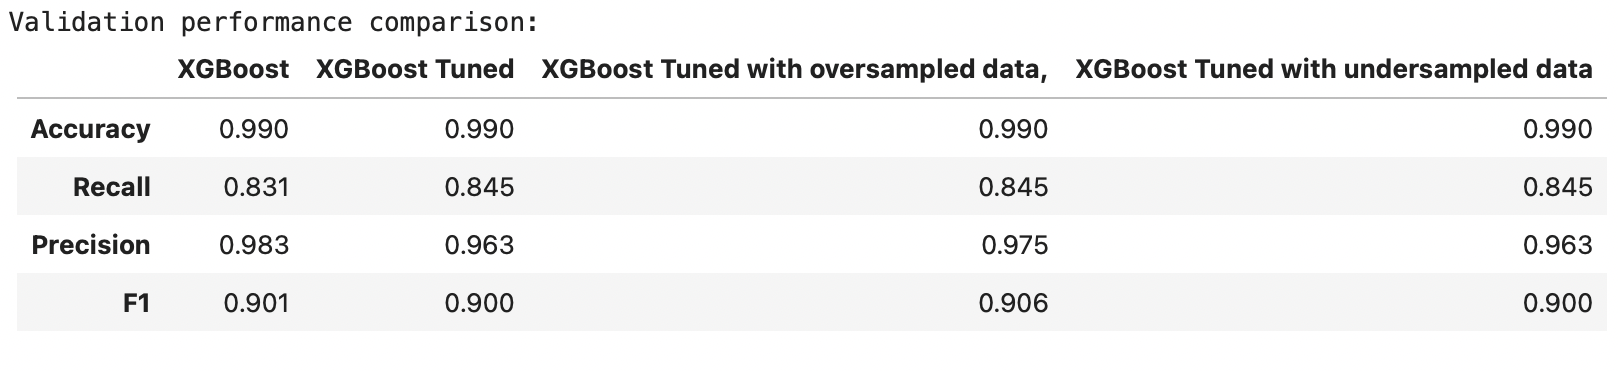 Validation performance comparison:
XGBoost XGBoost Tuned XGBoost Tuned with oversampled data, XGBoost Tuned with undersampled data
Accuracy 0.990 0.990 0.990 0.990
Recall 0.831 0.845 0.845 0.845
Precision 0.983 0.963 0.975 0.963
F1 0.901 0.900 0.906 0.900